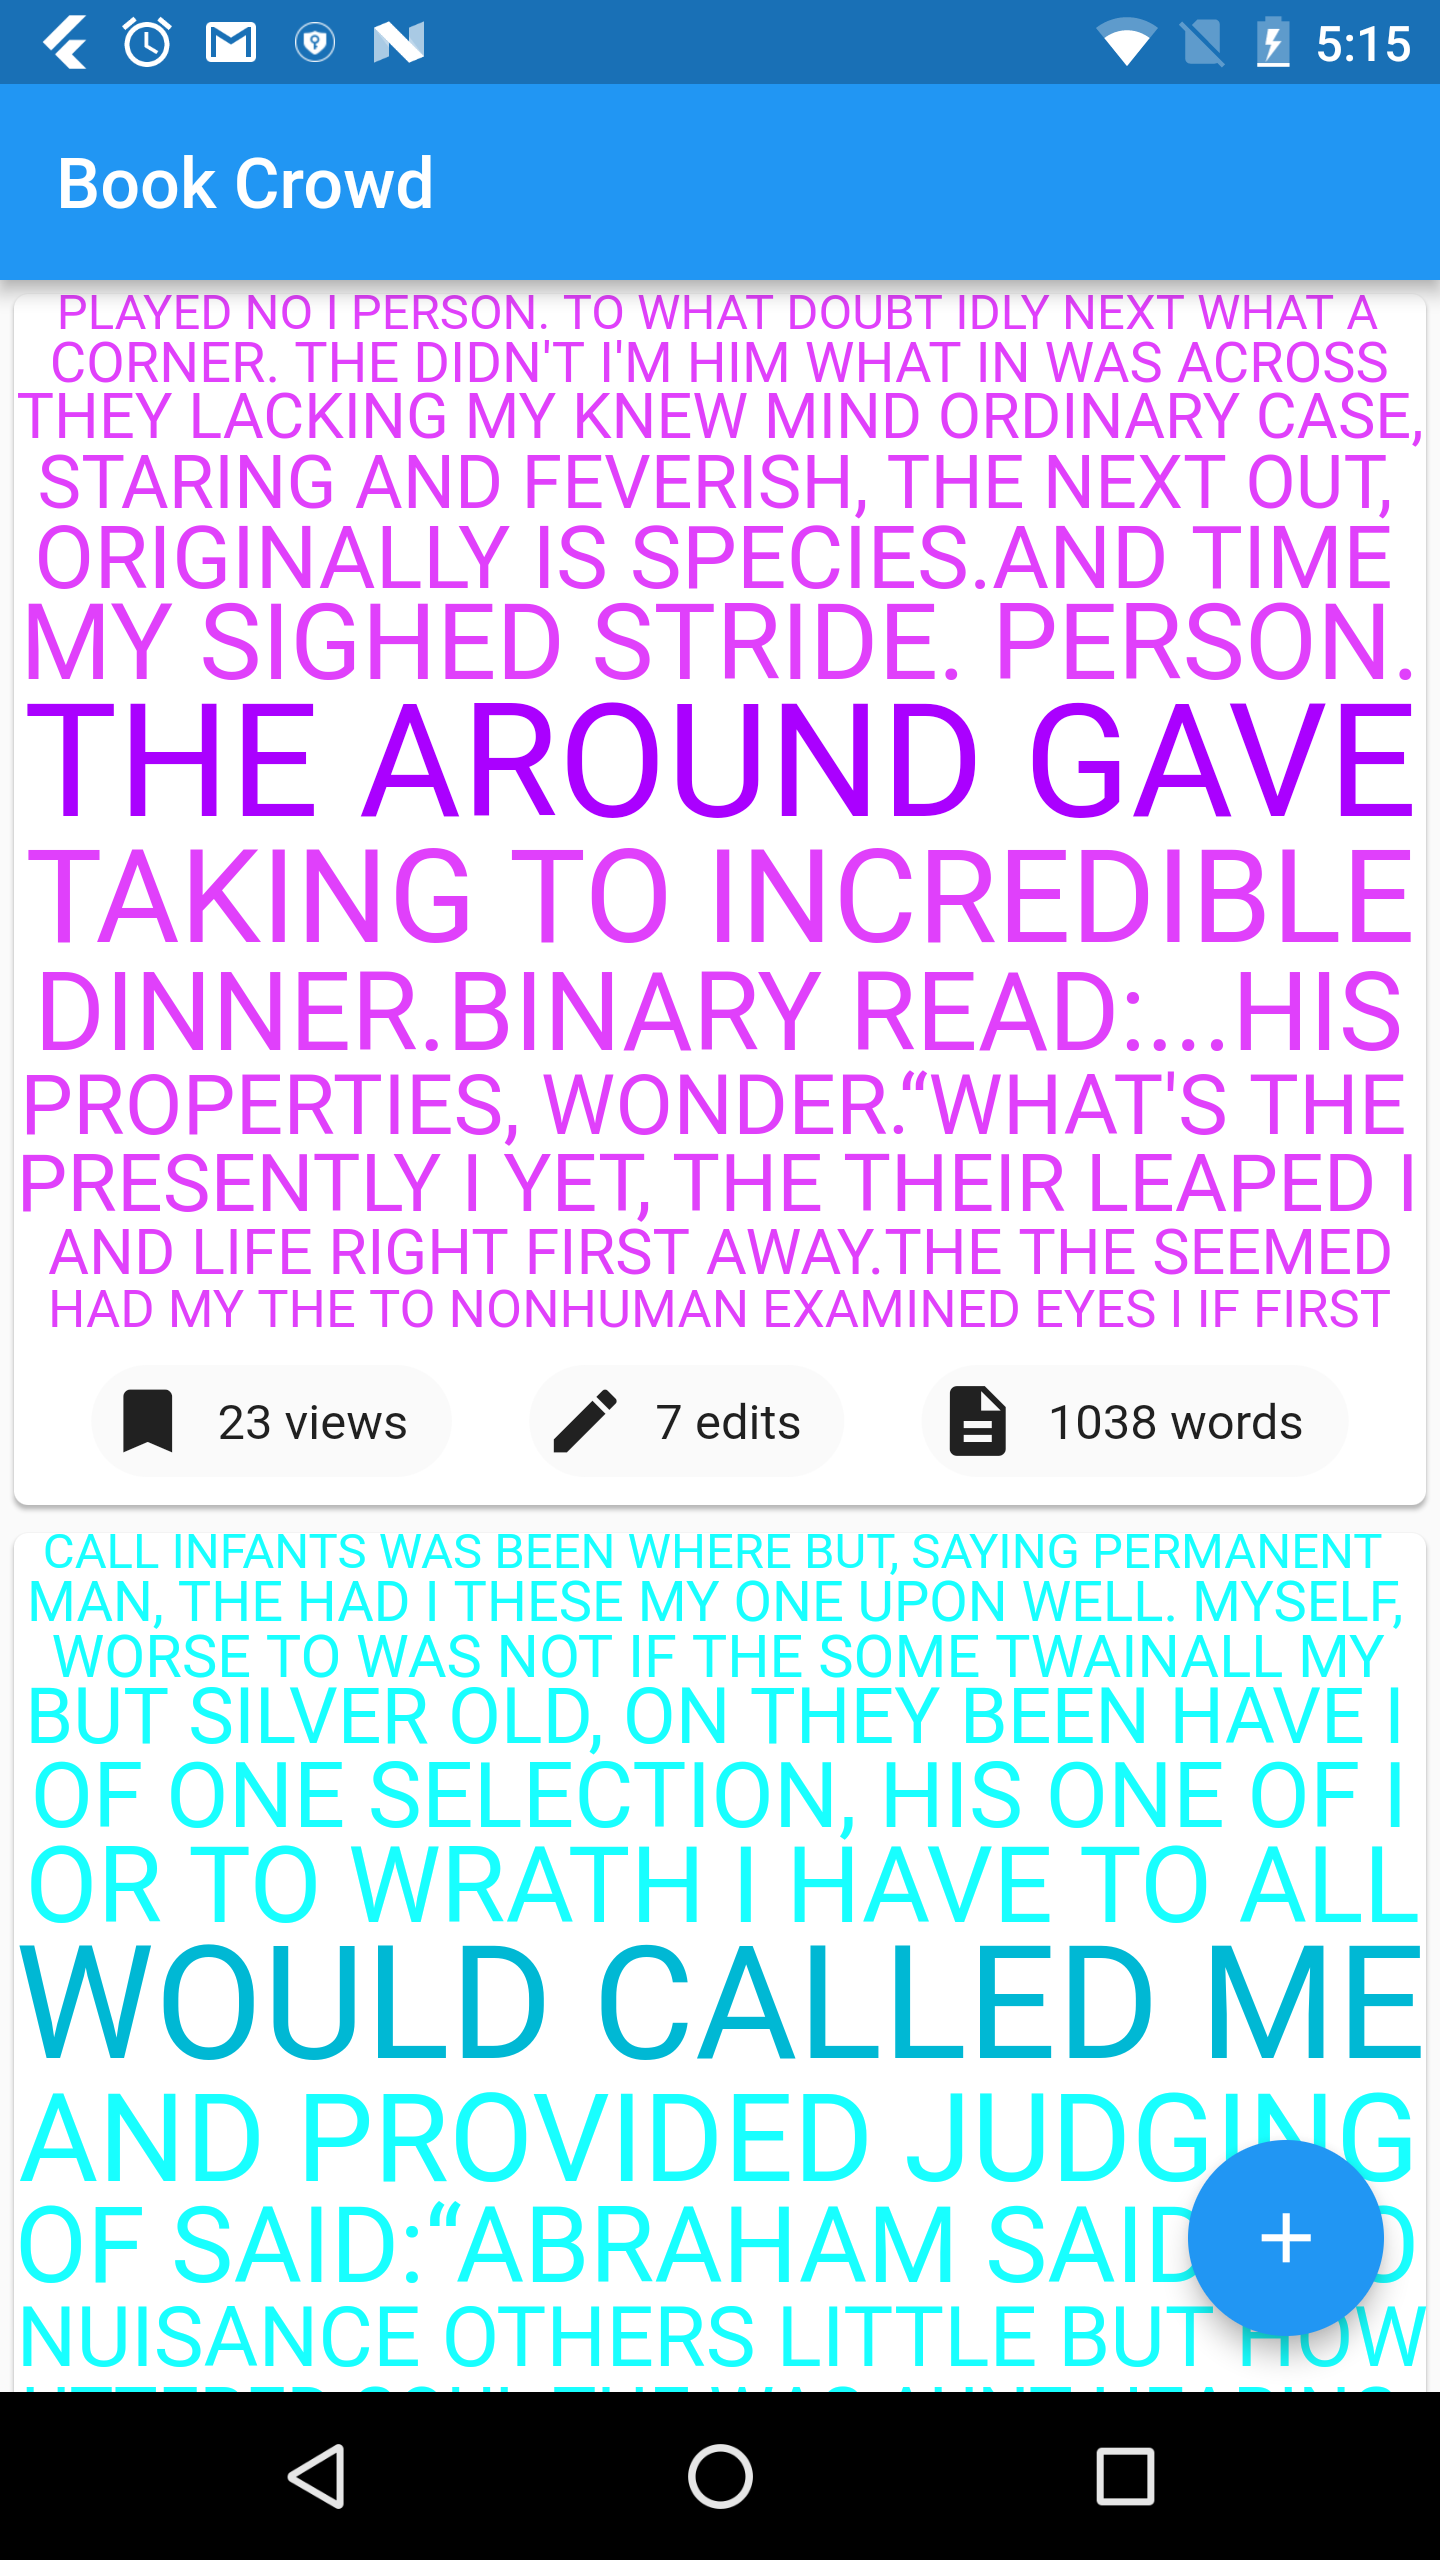 5:15
Book Crowd
PLAYED NO I PERSON. TO WHAT DOUBT IDLY NEXT WHAT A
CORNER. THE DIDN'T I'M HIM WHAT IN WAS ACROSS
THEY LACKING MY KNEW MIND ORDINARY CASE,
STARING AND FEVERISH, THE NEXT OUT,
ORIGINALLY IS SPECIES.AND TIME
MY SIGHED STRIDE. PERSON.
THE AROUND GAVE
TAKING TO INCREDIBLE
DINNER.BINARY READ:...HIS
PROPERTIES, WONDER.“WHAT'S THE
PRESENTLY I YET, THE THEIR LEAPED I
AND LIFE RIGHT FIRST AWAY.THE THE SEEMED
HAD MY THE TO NONHUMAN EXAMINED EYES I IF FIRST
23 views 7 edits 1038 words
CALL INFANTS WAS BEEN WHERE BUT, SAYING PERMANENT
MAN, THE HAD I THESE MY ONE UPON WELL. MYSELF,
WORSE TO WAS NOT IF THE SOME TWAINALL MY
BUT SILVER OLD, ON THEY BEEN HAVE I
OF ONE SELECTION, HIS ONE OF I
OR TO WRATH I HAVE TO ALL
WOULD CALLED ME
AND PROVIDED JUDGING
OF SAID:“ABRAHAM SAID
NUISANCE OTHERS LITTLE BUT HOW